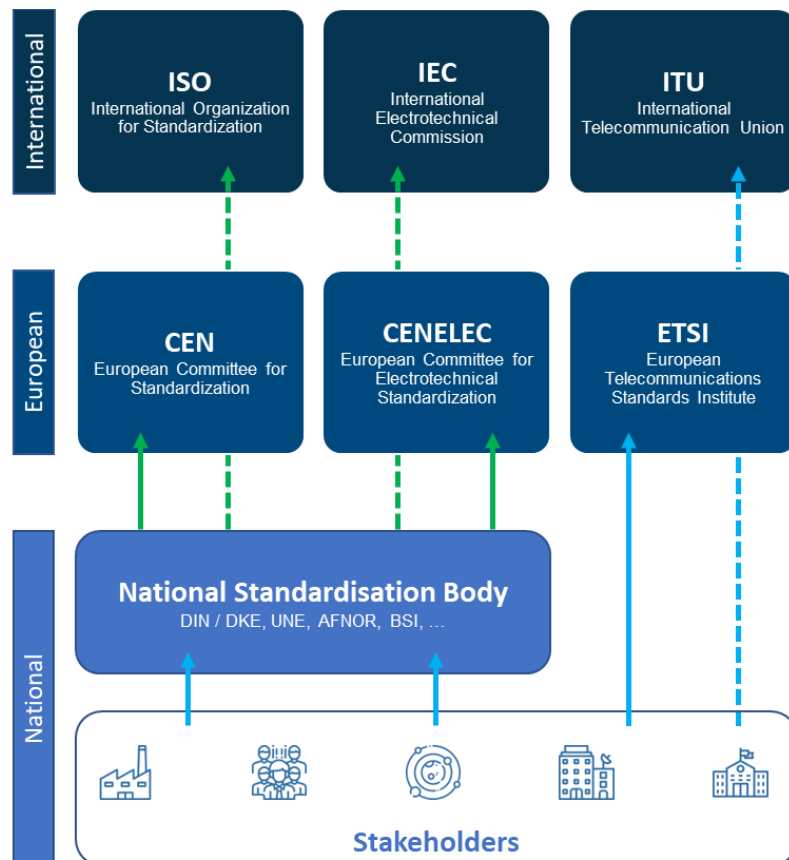 International
ISO
International Organization
for Standardization
IEC
International
Electrotechnical
Commission
ITU
International
Telecommunication Union
European
CEN
European Committee for
Standardization
CENELEC
European Committee for
Electrotechnical
Standardization
ETSI
European
Telecommunications
Standards Institute
National
National Standardisation Body
DIN / DKE, UNE, AFNOR, BSI, ...
Stakeholders